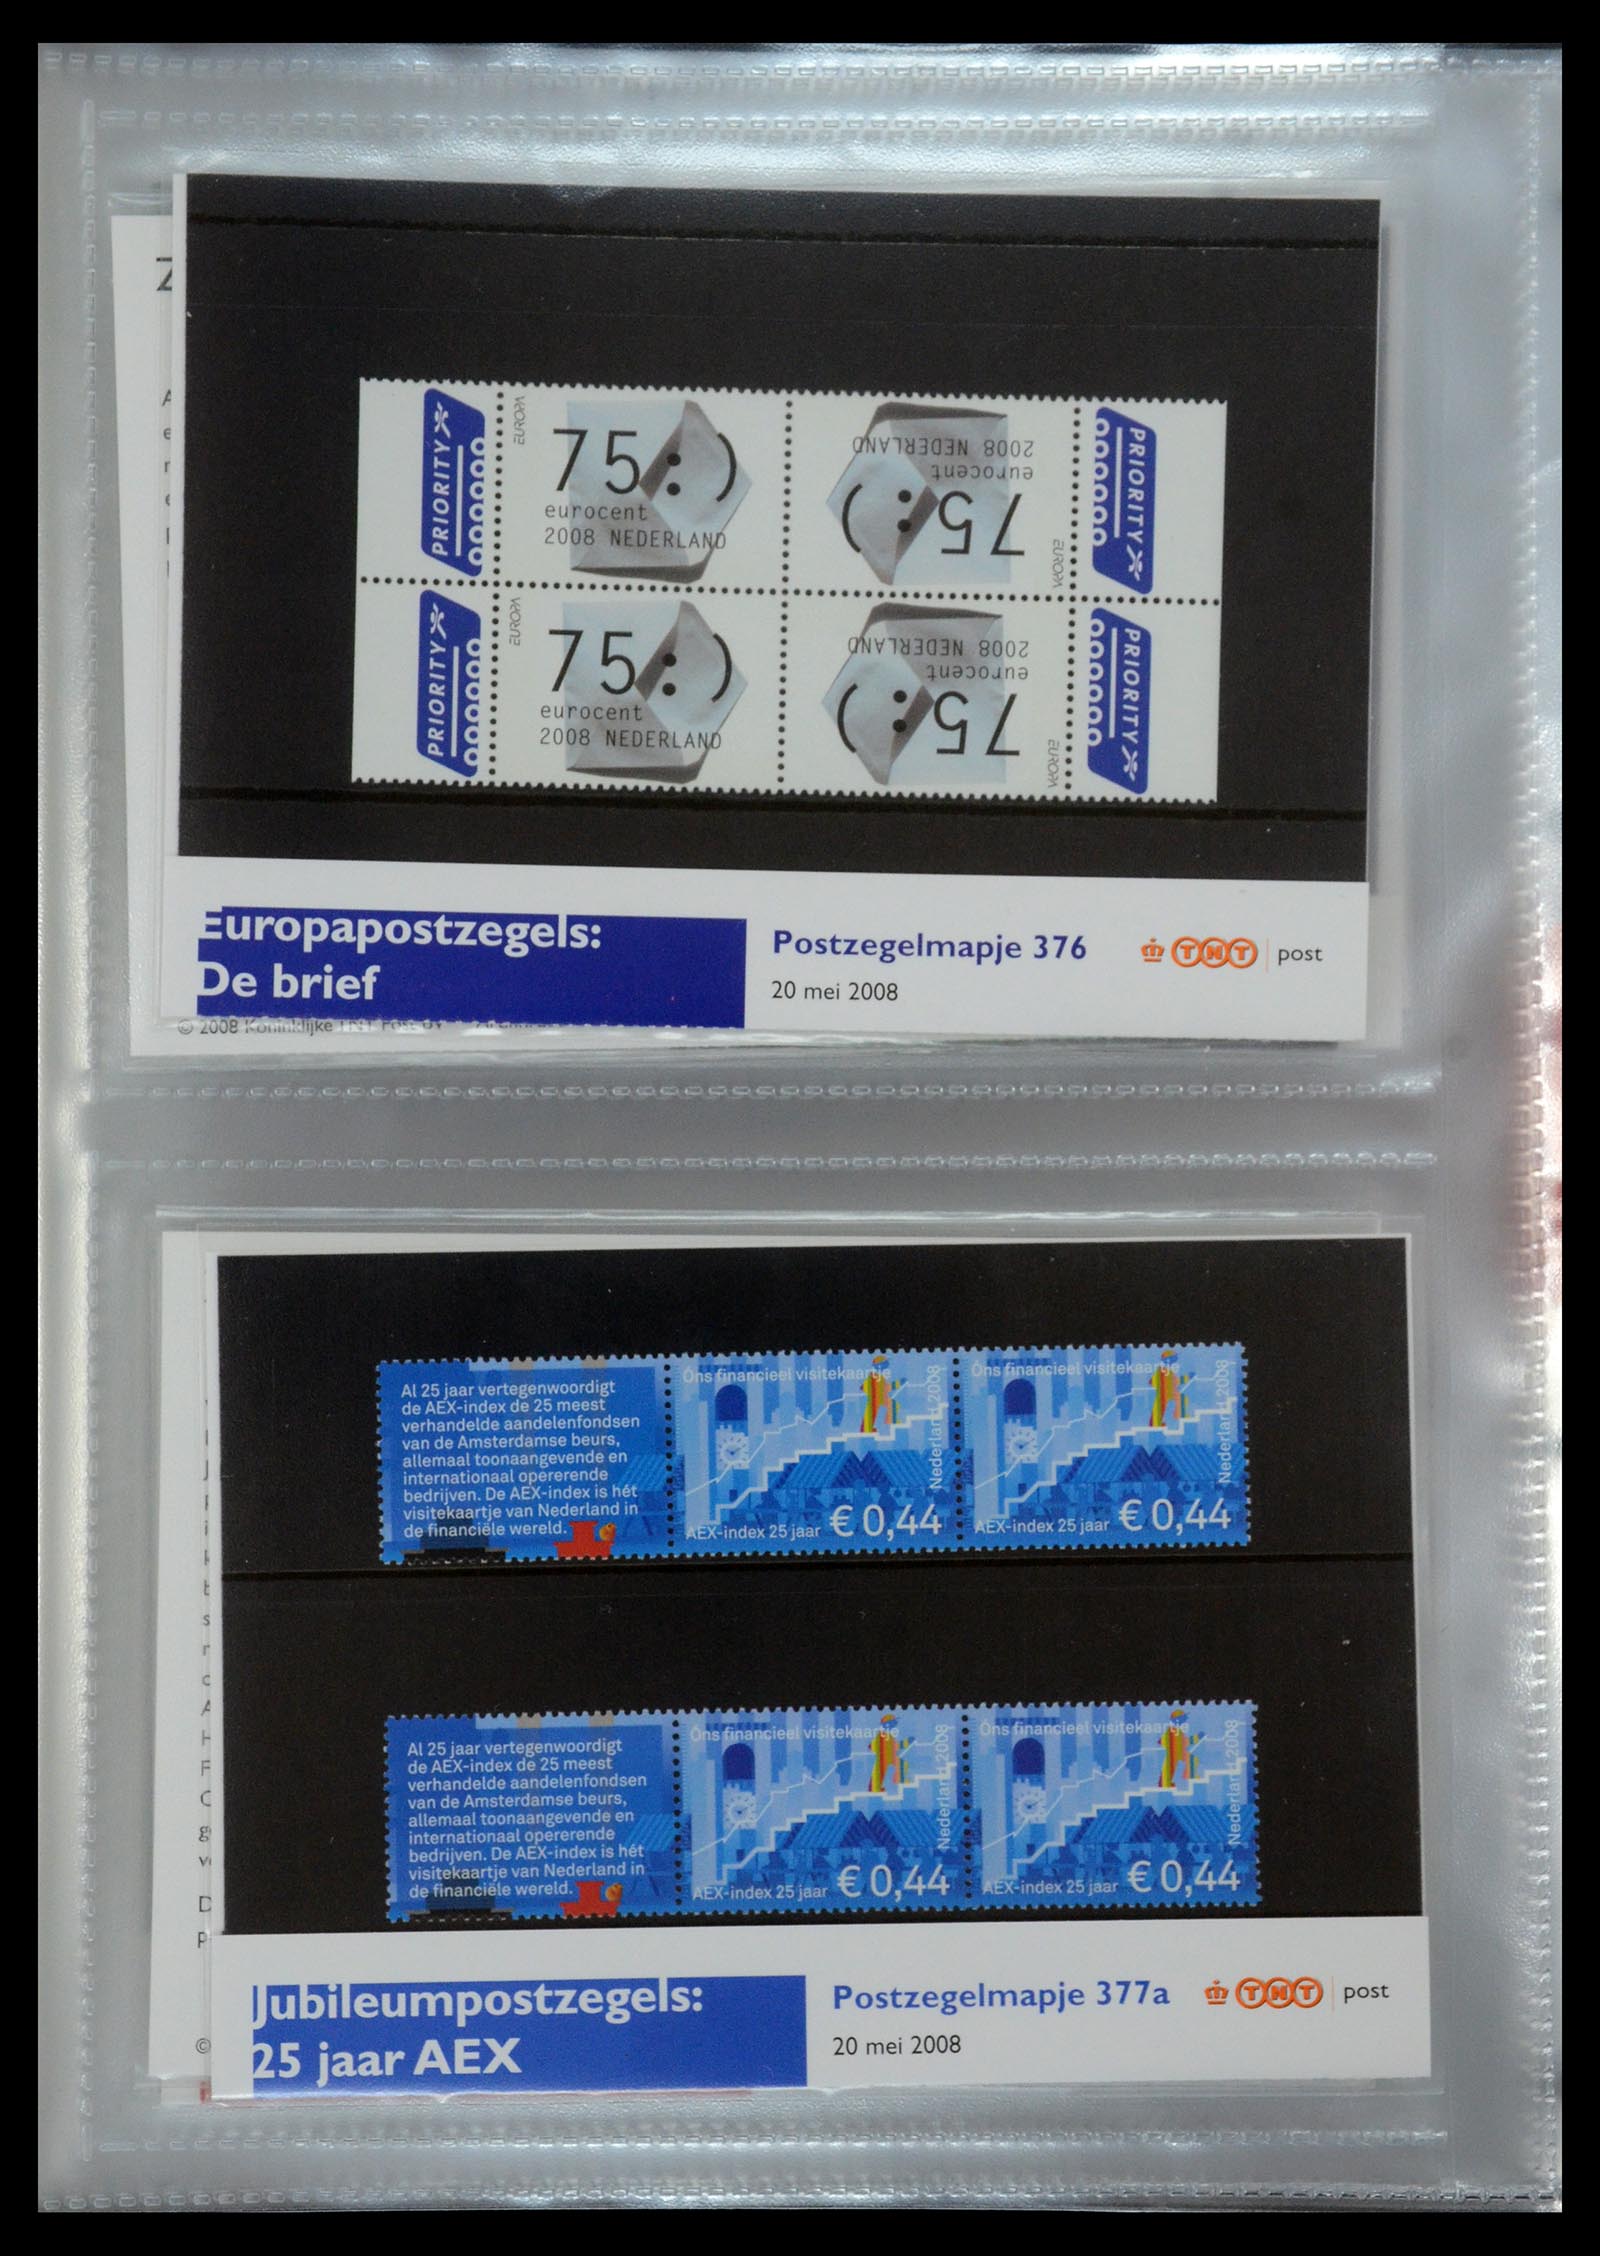 EUROPA
PRIORITY
75:)
eurocent
2008 NEDERLAND
2008 NEDERLAND
eurocent
75:)
EUROPA
PRIORITY
EUROPA
PRIORITY
75:)
eurocent
2008 NEDERLAND
2008 NEDERLAND
eurocent
75:)
EUROPA
PRIORITY
Europapostzegels:
De brief
Postzegelmapje 376
20 mei 2008
TNT post
© 2008 Koninklijke TNT Post BV
Al 25 jaar vertegenwoordigt
de AEX-index de 25 meest
verhandelde aandelenfondsen
van de Amsterdamse beurs,
allemaal toonaangevende en
internationaal opererende
bedrijven. De AEX-index is hét
visitekaartje van Nederland in
de financiële wereld.
Óns financieel visitekaartje
Nederland 2008
AEX-index 25 jaar € 0,44
Óns financieel visitekaartje
Nederland 2008
AEX-index 25 jaar € 0,44
Al 25 jaar vertegenwoordigt
de AEX-index de 25 meest
verhandelde aandelenfondsen
van de Amsterdamse beurs,
allemaal toonaangevende en
internationaal opererende
bedrijven. De AEX-index is hét
visitekaartje van Nederland in
de financiële wereld.
Óns financieel visitekaartje
Nederland 2008
AEX-index 25 jaar € 0,44
Óns financieel visitekaartje
Nederland 2008
AEX-index 25 jaar € 0,44
Jubileumpostzegels:
25 jaar AEX
Postzegelmapje 377a
20 mei 2008
TNT post
©